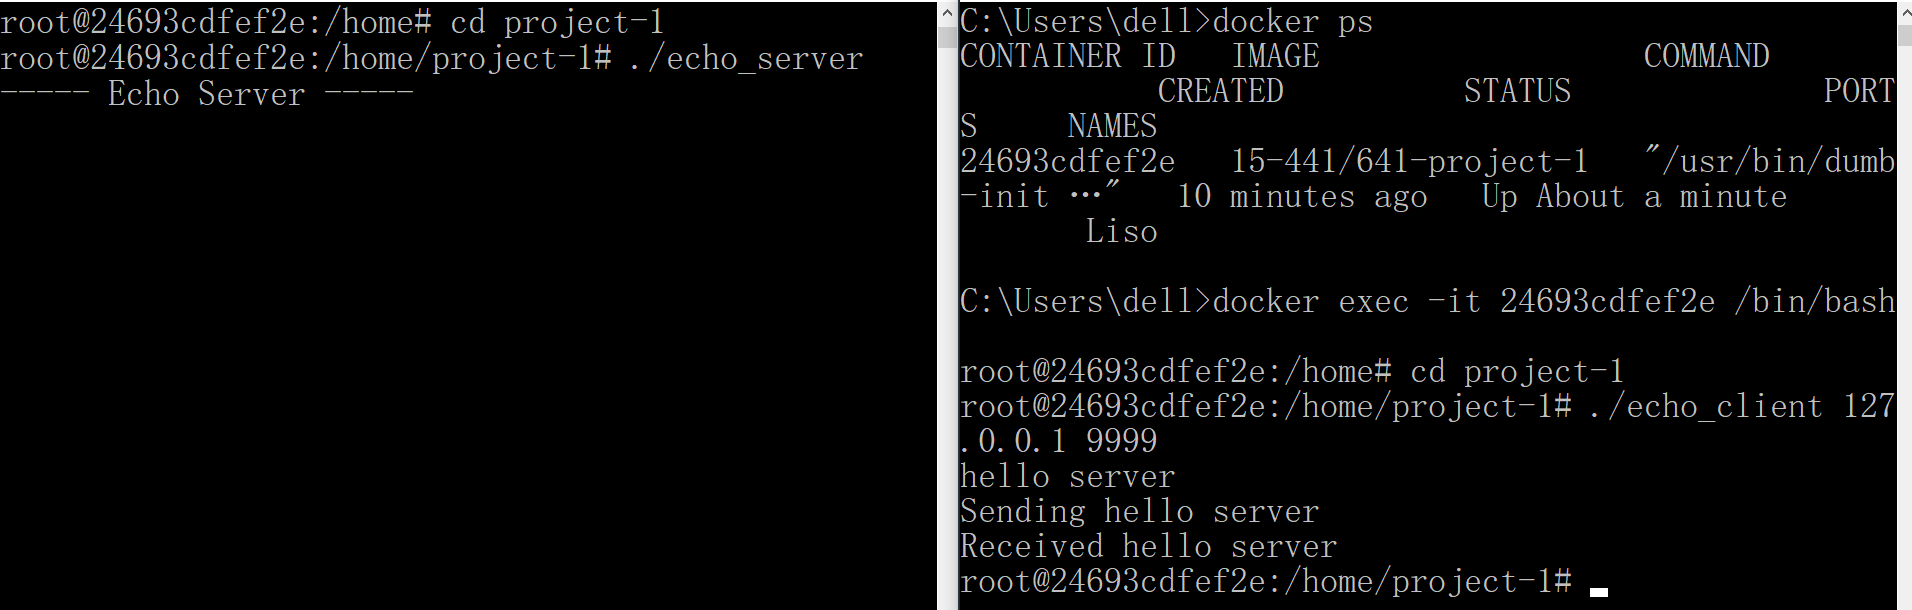 root@24693cdfef2e:/home# cd project-1
root@24693cdfef2e:/home/project-1# ./echo_server
----- Echo Server -----
C:\Users\dell>docker ps
CONTAINER ID   IMAGE                  COMMAND
           CREATED          STATUS              PORT
S     NAMES
24693cdfef2e   15-441/641-project-1   "/usr/bin/dumb
-init …"   10 minutes ago   Up About a minute
       Liso
C:\Users\dell>docker exec -it 24693cdfef2e /bin/bash
root@24693cdfef2e:/home# cd project-1
root@24693cdfef2e:/home/project-1# ./echo_client 127
.0.0.1 9999
hello server
Sending hello server
Received hello server
root@24693cdfef2e:/home/project-1#